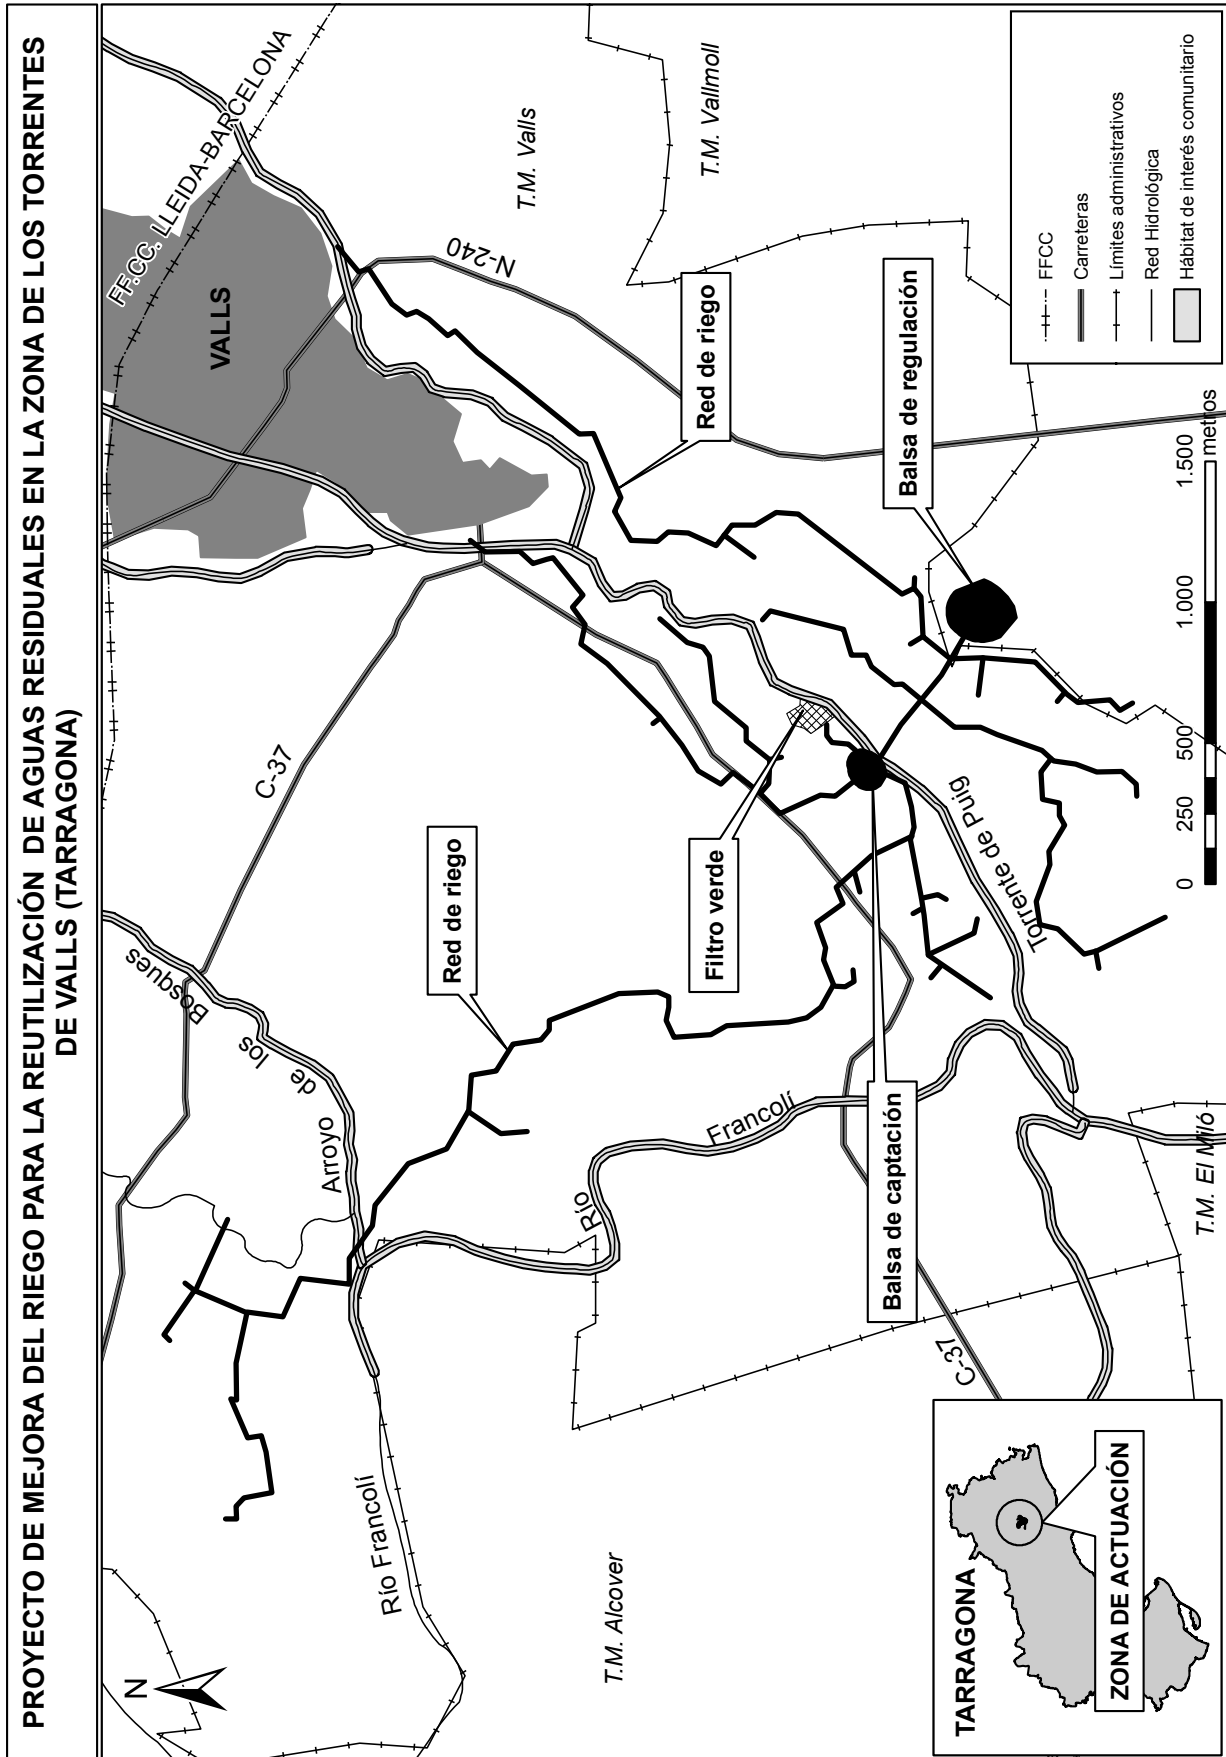 PROYECTO DE MEJORA DEL RIEGO PARA LA REUTILIZACIÓN DE AGUAS RESIDUALES EN LA ZONA DE LOS TORRENTES
DE VALLS (TARRAGONA)
N
FF.CC. LLEIDA-BARCELONA
VALLS
T.M. Valls
T.M. Vallmoll
N-240
C-37
Bosques
los
de
Arroyo
Red de riego
Red de riego
Balsa de regulación
Filtro verde
Torrente de Puig
Río
Francolí
Balsa de captación
Río Francolí
T.M. Alcover
C-37
T.M. El Miló
FFCC
Carreteras
Límites administrativos
Red Hidrológica
Hábitat de interés comunitario
0
250
500
1.000
1.500
metros
TARRAGONA
ZONA DE ACTUACIÓN